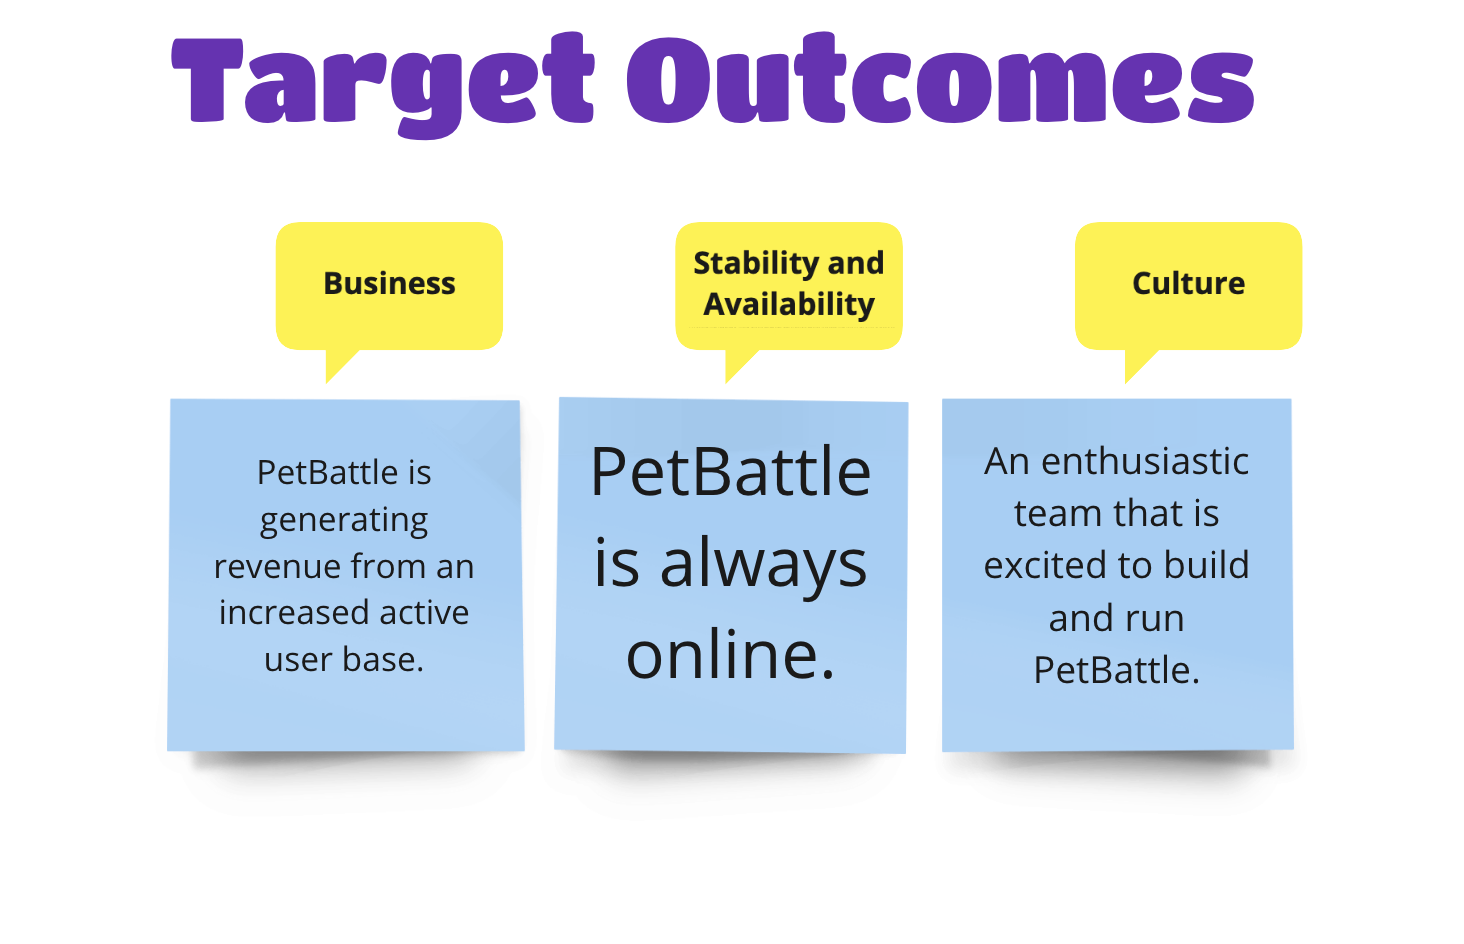 Target Outcomes
Business
Stability and
Availability
Culture
PetBattle is
generating
revenue from an
increased active
user base.
PetBattle
is always
online.
An enthusiastic
team that is
excited to build
and run
PetBattle.